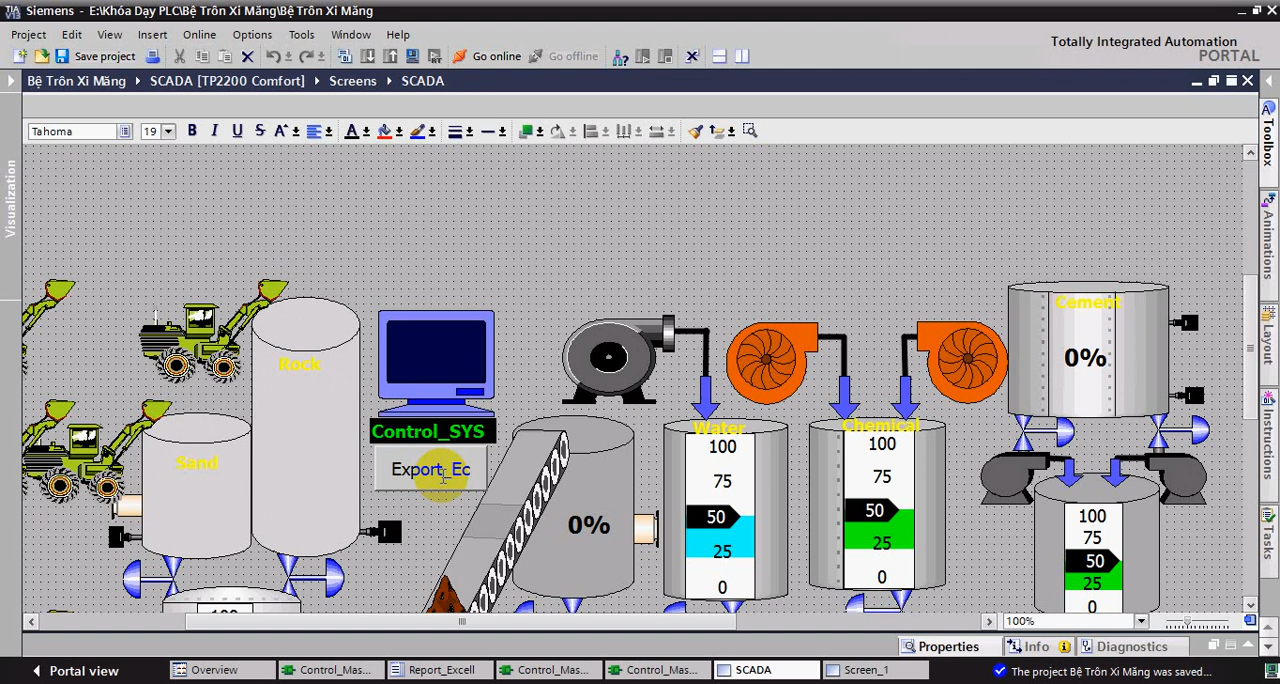 Siemens - E:\Khóa Dạy PLC\Bệ Trôn Xi Măng\Bệ Trôn Xi Măng
Project Edit View Insert Online Options Tools Window Help
Totally Integrated Automation
PORTAL
Save project
Go online
Go offline
Bệ Trôn Xi Măng SCADA [TP2200 Comfort] Screens SCADA
Tahoma
19
Visualization
Toolbox
Animations
Layout
Instructions
Tasks
Rock
Sand
Control_SYS
Export_Ec
0%
Water
100
75
50
25
0
Chemical
100
75
50
25
0
Cement
0%
100
75
50
25
0
100%
Properties
Info
Diagnostics
Portal view
Overview
Control_Mas...
Report_Excell
Control_Mas...
Control_Mas...
SCADA
Screen_1
The project Bệ Trôn Xi Măng was saved...